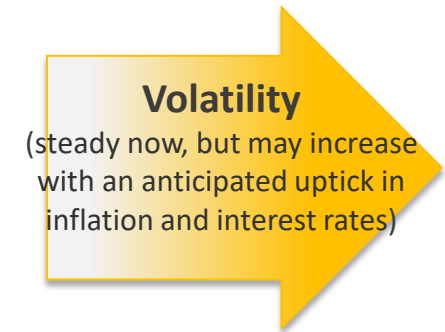 Volatility
(steady now, but may increase
with an anticipated uptick in
inflation and interest rates)